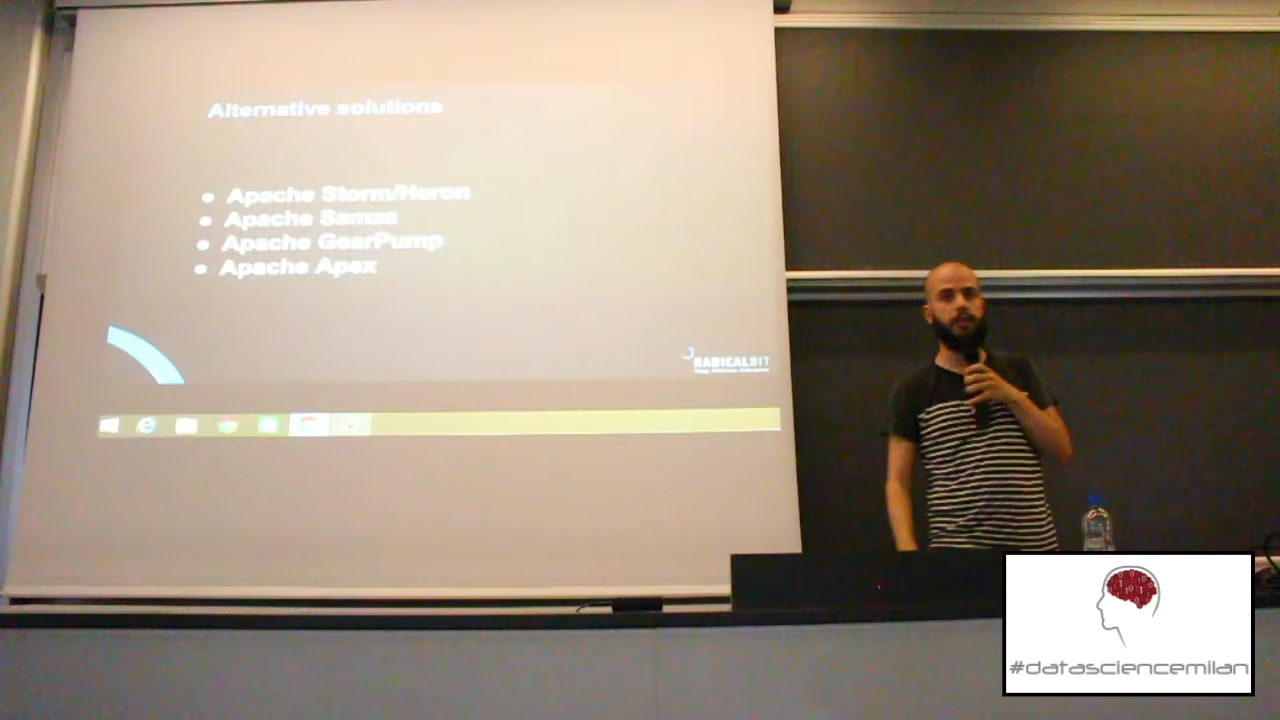 Alternative solutions
• Apache Storm/Heron
• Apache Samza
• Apache GearPump
• Apache Apex
RADICALBIT
#datasciencemilan